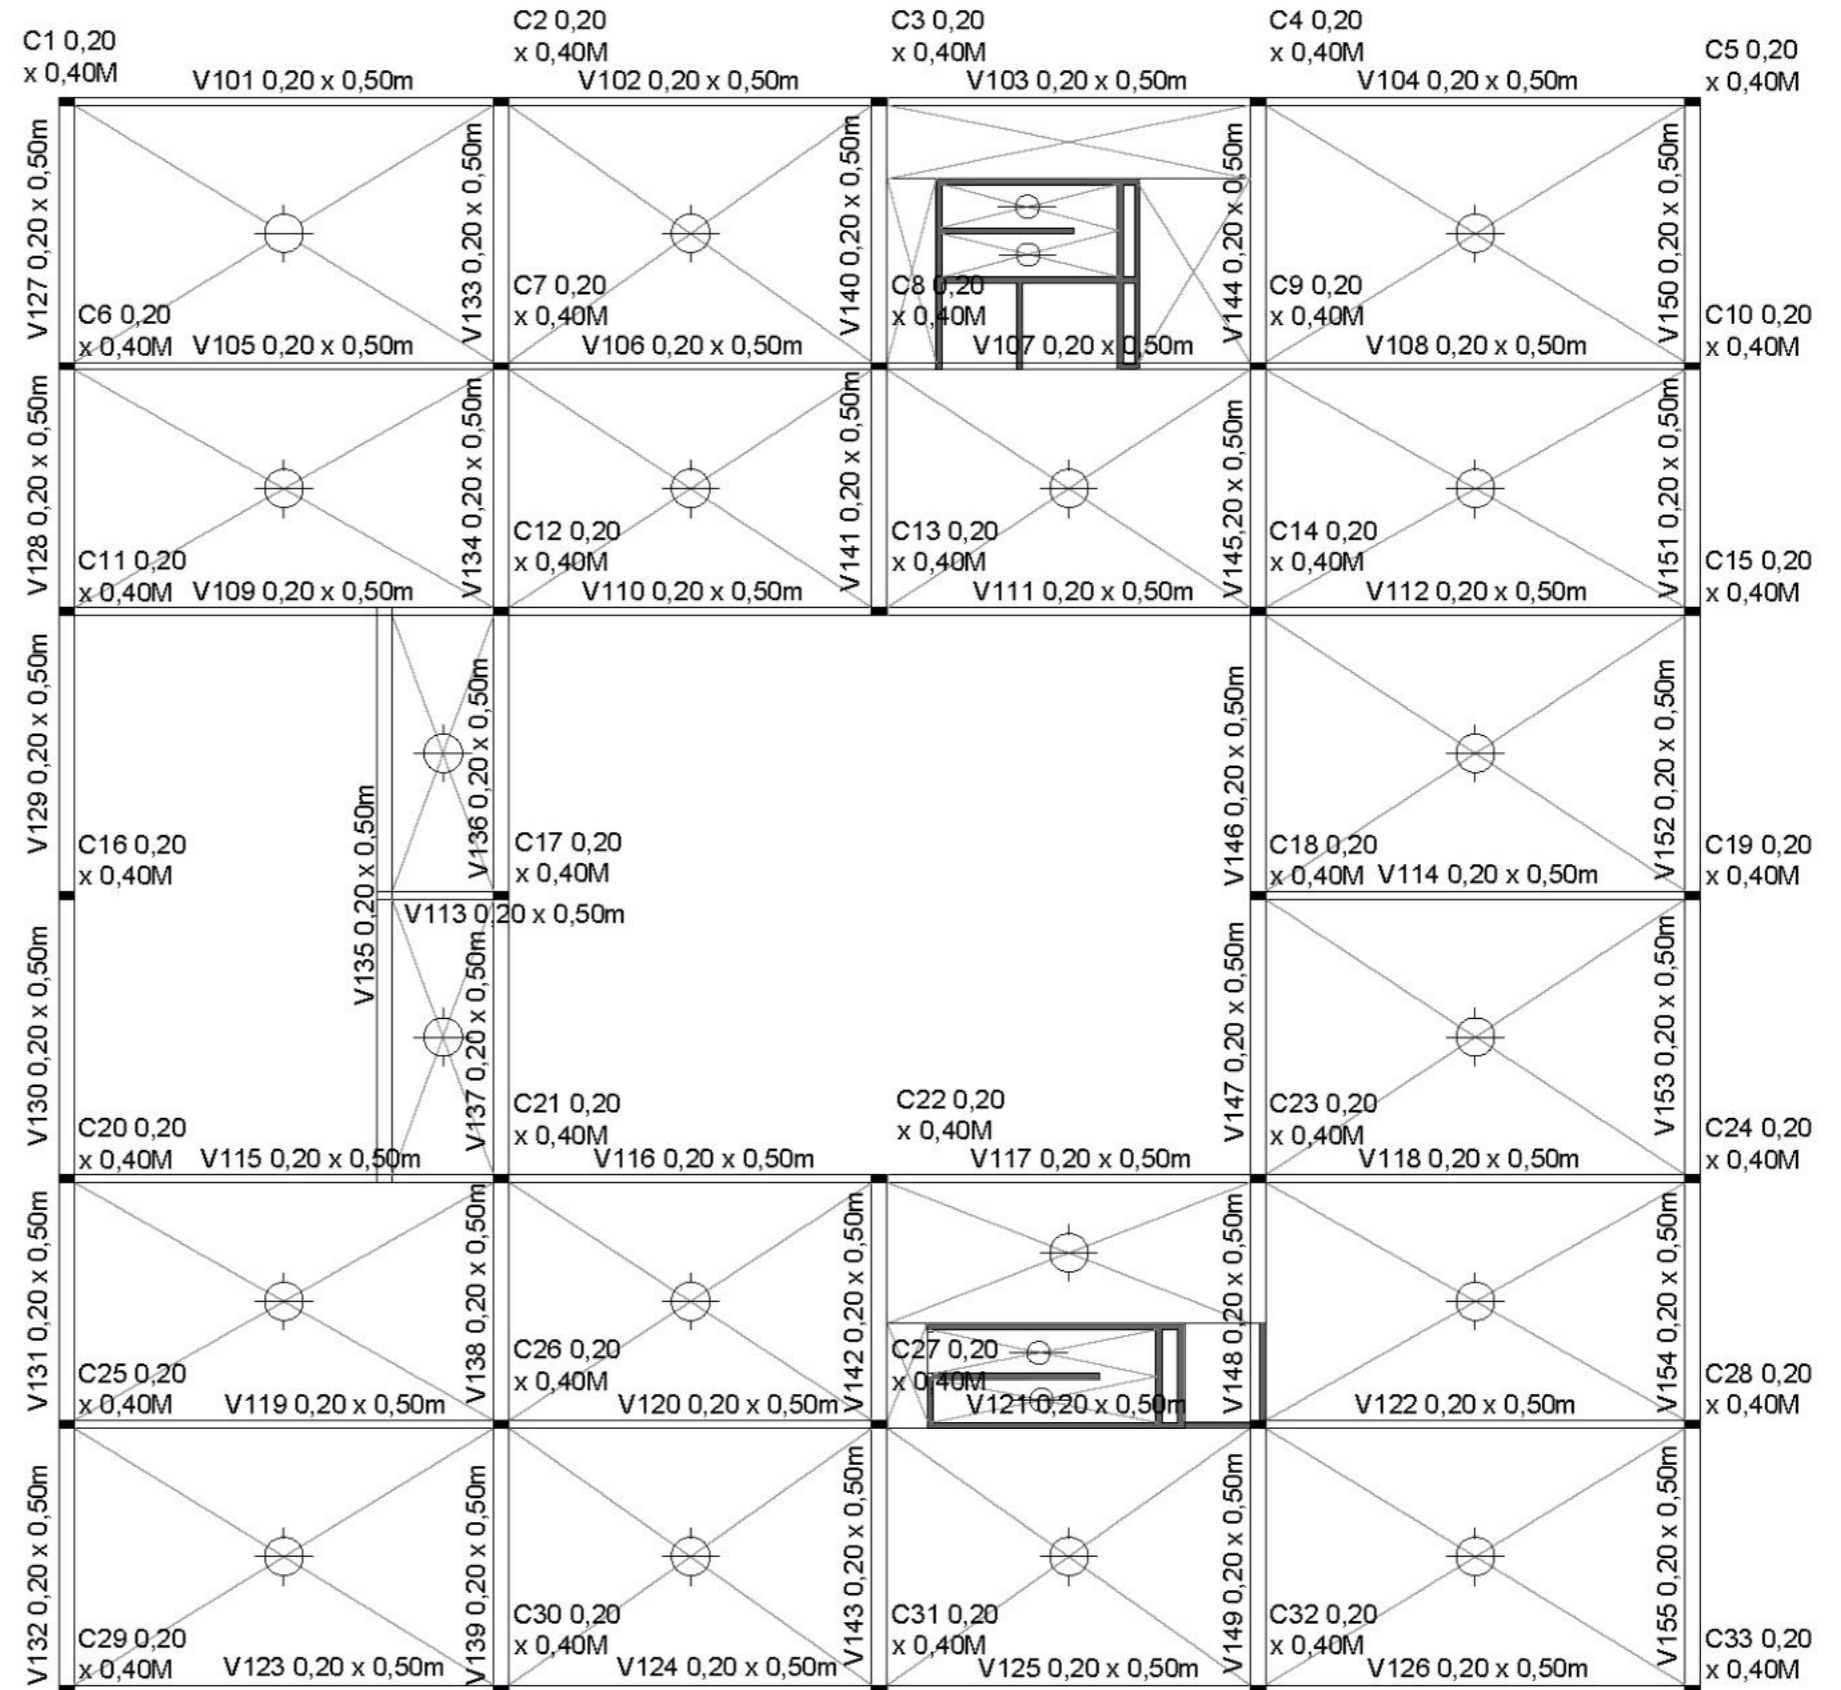 C1 0,20
x 0,40M
C2 0,20
x 0,40M
C3 0,20
x 0,40M
C4 0,20
x 0,40M
C5 0,20
x 0,40M
V101 0,20 x 0,50m
V102 0,20 x 0,50m
V103 0,20 x 0,50m
V104 0,20 x 0,50m
V127 0,20 x 0,50m
V133 0,20 x 0,50m
V140 0,20 x 0,50m
V144 0,20 x 0,50m
V150 0,20 x 0,50m
C6 0,20
x 0,40M
C7 0,20
x 0,40M
C8 0,20
x 0,40M
C9 0,20
x 0,40M
C10 0,20
x 0,40M
V105 0,20 x 0,50m
V106 0,20 x 0,50m
V107 0,20 x 0,50m
V108 0,20 x 0,50m
V128 0,20 x 0,50m
V134 0,20 x 0,50m
V141 0,20 x 0,50m
V145,20 x 0,50m
V151 0,20 x 0,50m
C11 0,20
x 0,40M
C12 0,20
x 0,40M
C13 0,20
x 0,40M
C14 0,20
x 0,40M
C15 0,20
x 0,40M
V109 0,20 x 0,50m
V110 0,20 x 0,50m
V111 0,20 x 0,50m
V112 0,20 x 0,50m
V129 0,20 x 0,50m
V135 0,20 x 0,50m
V136 0,20 x 0,50m
V146 0,20 x 0,50m
V152 0,20 x 0,50m
C16 0,20
x 0,40M
C17 0,20
x 0,40M
C18 0,20
x 0,40M
C19 0,20
x 0,40M
V113 0,20 x 0,50m
V114 0,20 x 0,50m
V130 0,20 x 0,50m
V137 0,20 x 0,50m
V147 0,20 x 0,50m
V153 0,20 x 0,50m
C20 0,20
x 0,40M
C21 0,20
x 0,40M
C22 0,20
x 0,40M
C23 0,20
x 0,40M
C24 0,20
x 0,40M
V115 0,20 x 0,50m
V116 0,20 x 0,50m
V117 0,20 x 0,50m
V118 0,20 x 0,50m
V131 0,20 x 0,50m
V138 0,20 x 0,50m
V142 0,20 x 0,50m
V148 0,20 x 0,50m
V154 0,20 x 0,50m
C25 0,20
x 0,40M
C26 0,20
x 0,40M
C27 0,20
x 0,40M
C28 0,20
x 0,40M
V119 0,20 x 0,50m
V120 0,20 x 0,50m
V121 0,20 x 0,50m
V122 0,20 x 0,50m
V132 0,20 x 0,50m
V139 0,20 x 0,50m
V143 0,20 x 0,50m
V149 0,20 x 0,50m
V155 0,20 x 0,50m
C29 0,20
x 0,40M
C30 0,20
x 0,40M
C31 0,20
x 0,40M
C32 0,20
x 0,40M
C33 0,20
x 0,40M
V123 0,20 x 0,50m
V124 0,20 x 0,50m
V125 0,20 x 0,50m
V126 0,20 x 0,50m